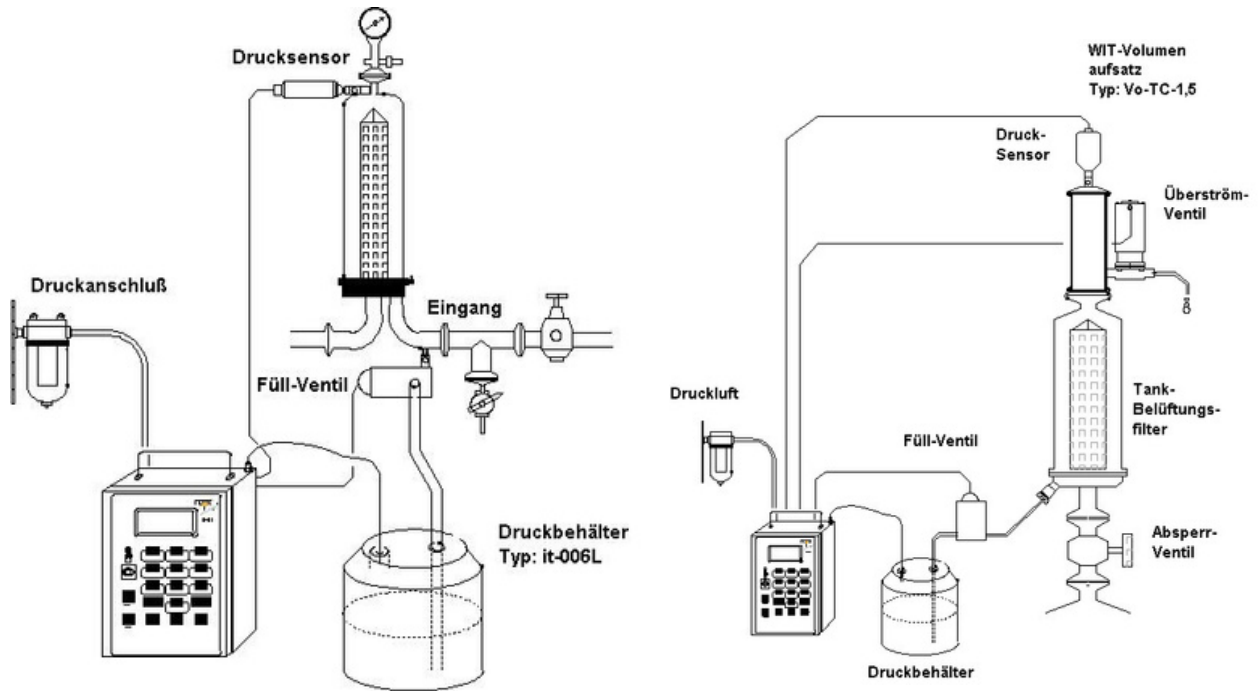 Drucksensor
Druckanschluß
Eingang
Füll-Ventil
Druckbehälter
Typ: it-006L
WIT-Volumen
aufsatz
Typ: Vo-TC-1,5
Druck-
Sensor
Überström-
Ventil
Druckluft
Füll-Ventil
Tank-
Belüftungs-
filter
Absperr-
Ventil
Druckbehälter